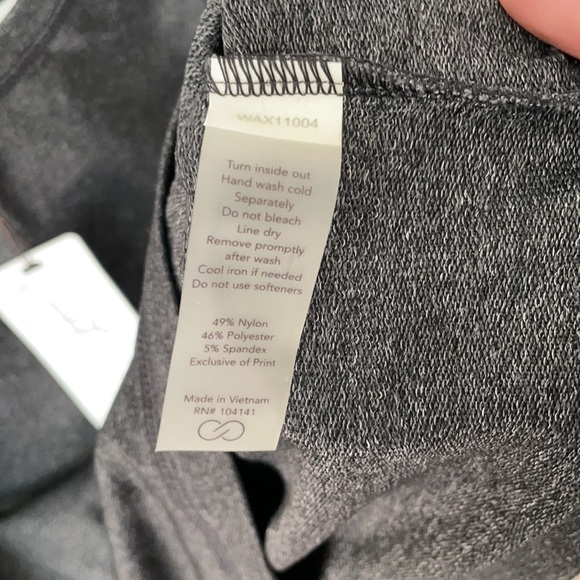 WAX11004
Turn inside out
Hand wash cold
Separately
Do not bleach
Line dry
Remove promptly
after wash
Cool iron if needed
Do not use softeners
49% Nylon
46% Polyester
5% Spandex
Exclusive of Print
Made in Vietnam
RN# 104141